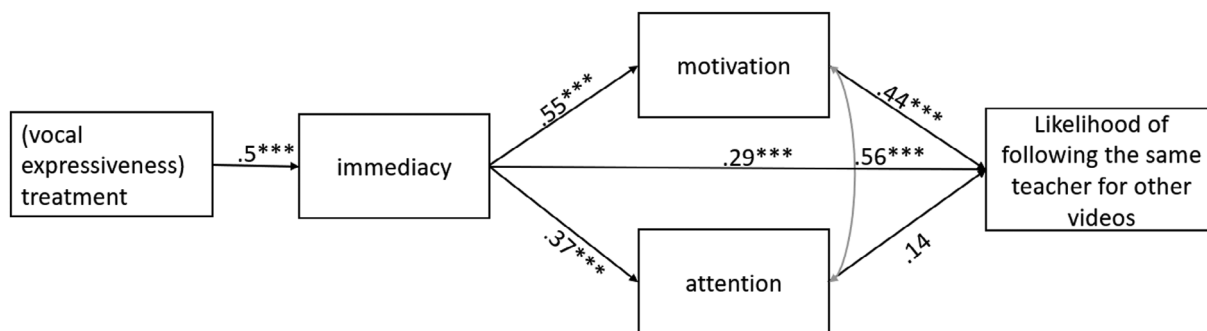 (vocal
expressiveness)
treatment
.5***
immediacy
.55***
.37***
motivation
attention
.29***
.56***
.44***
.14
Likelihood of
following the same
teacher for other
videos